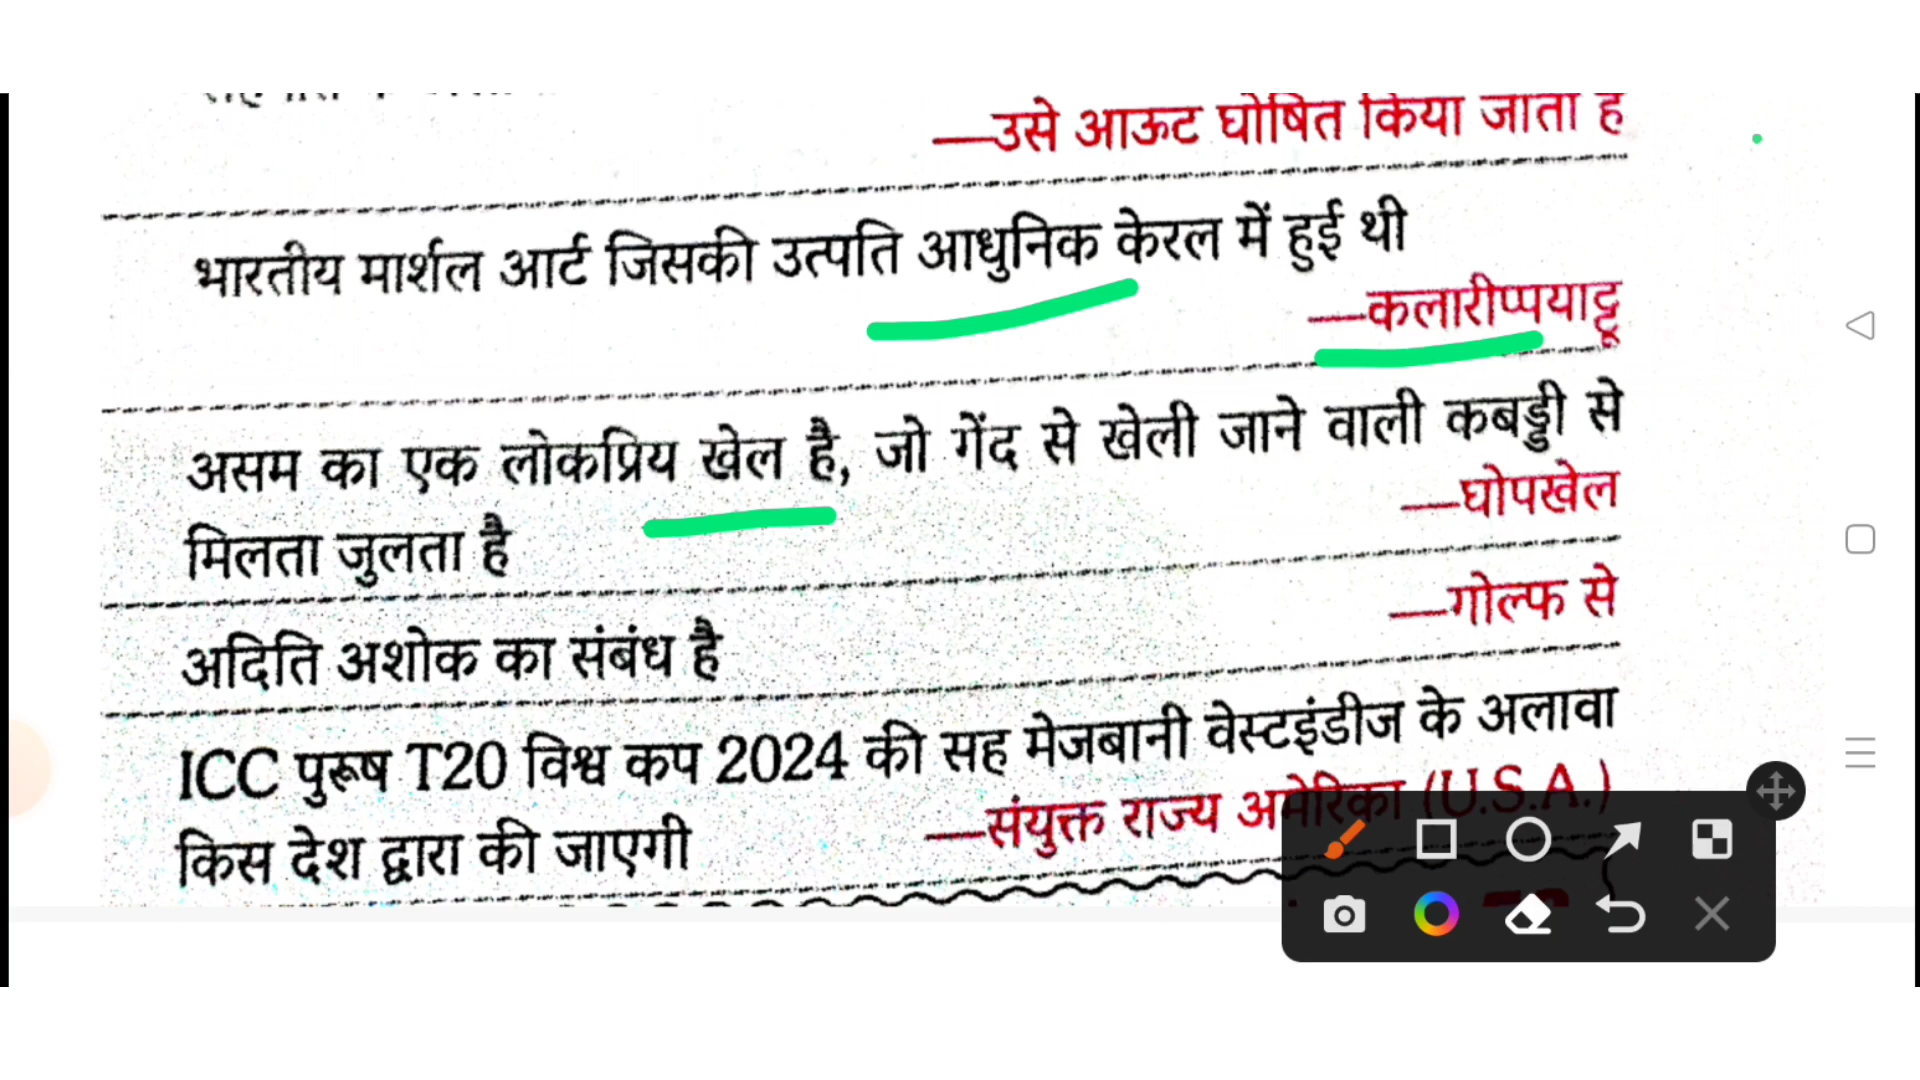 —उसे आऊट घोषित किया जाता है
भारतीय मार्शल आर्ट जिसकी उत्पति आधुनिक केरल में हुई थी
—कलारीप्पयाट्टू
असम का एक लोकप्रिय खेल है, जो गेंद से खेली जाने वाली कबड्डी से
—घोपखेल
मिलता जुलता है
—गोल्फ से
अदिति अशोक का संबंध है
ICC पुरूष T20 विश्व कप 2024 की सह मेजबानी वेस्टइंडीज के अलावा
—संयुक्त राज्य अमेरिका (U.S.A.)
किस देश द्वारा की जाएगी